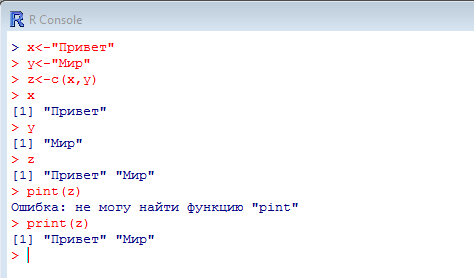 R Console
> x<-"Привет"
> y<-"Мир"
> z<-c(x,y)
> x
[1] "Привет"
> y
[1] "Мир"
> z
[1] "Привет" "Мир"
> pint(z)
Ошибка: не могу найти функцию "pint"
> print(z)
[1] "Привет" "Мир"
>